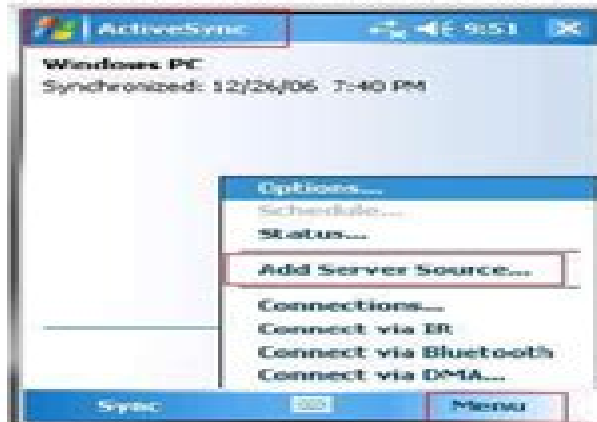 ActiveSync 9:51
Windows PC
Synchronized: 12/26/06 7:40 PM
Options...
Schedule...
Status...
Add Server Source...
Connections...
Connect via IR
Connect via Bluetooth
Connect via DMA...
Sync Menu